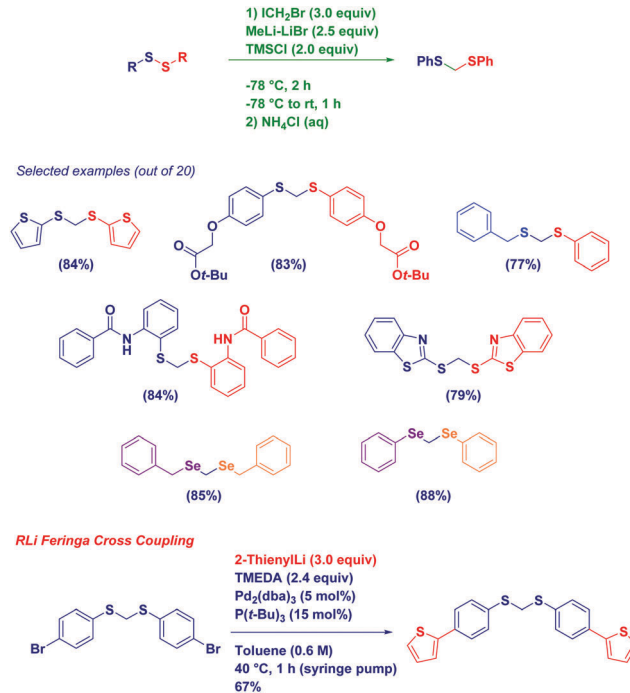 1) ICH2Br (3.0 equiv)
MeLi-LiBr (2.5 equiv)
TMSCl (2.0 equiv)
R
S
S
R
PhS
SPh
-78 °C, 2 h
-78 °C to rt, 1 h
2) NH4Cl (aq)
Selected examples (out of 20)
S
S
S
S
(84%)
S
S
O
O
O
Ot-Bu
O
Ot-Bu
(83%)
S
S
(77%)
O
N
H
S
S
O
NH
(84%)
N
S
S
S
N
S
(79%)
Se
Se
(85%)
Se
Se
(88%)
RLi Feringa Cross Coupling
2-ThienylLi (3.0 equiv)
TMEDA (2.4 equiv)
Pd2(dba)3 (5 mol%)
P(t-Bu)3 (15 mol%)
Br
S
S
Br
Toluene (0.6 M)
40 °C, 1 h (syringe pump)
67%
S
S
S
S